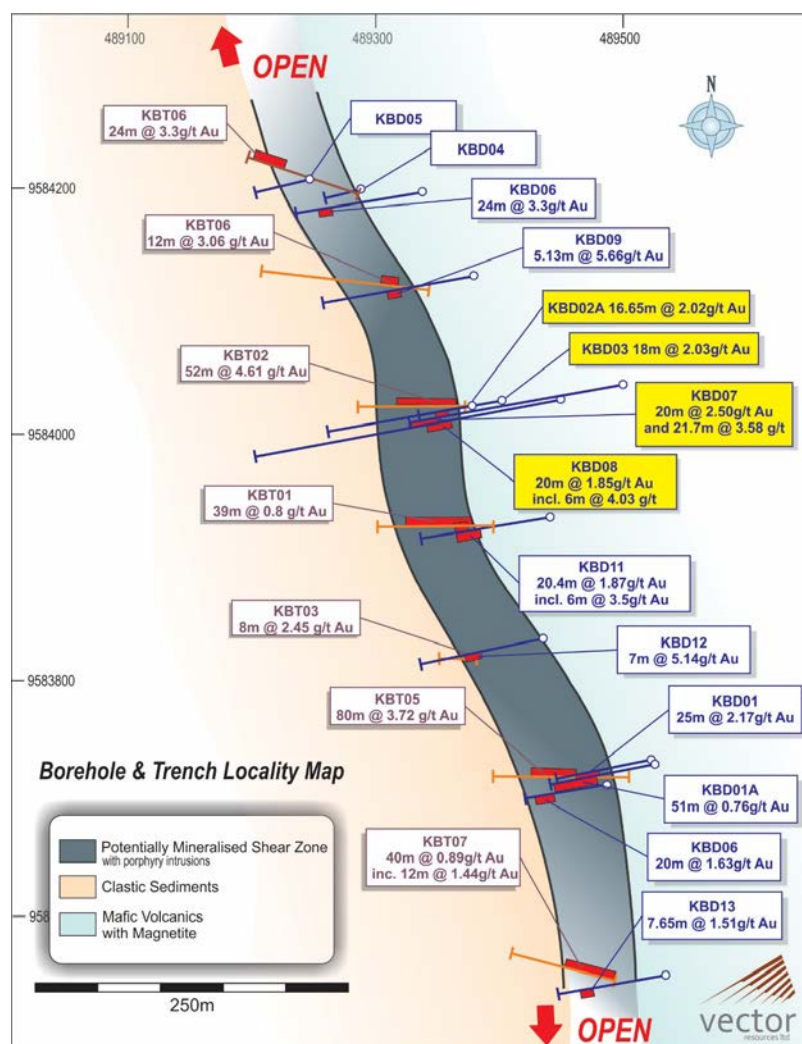 489100
489300
489500
OPEN
N
KBT06
24m @ 3.3g/t Au
KBD05
KBD04
9584200
KBD06
24m @ 3.3g/t Au
KBT06
12m @ 3.06 g/t Au
KBD09
5.13m @ 5.66g/t Au
KBD02A 16.65m @ 2.02g/t Au
KBD03 18m @ 2.03g/t Au
KBT02
52m @ 4.61 g/t Au
KBD07
20m @ 2.50g/t Au
and 21.7m @ 3.58 g/t
9584000
KBD08
20m @ 1.85g/t Au
incl. 6m @ 4.03 g/t
KBT01
39m @ 0.8 g/t Au
KBD11
20.4m @ 1.87g/t Au
incl. 6m @ 3.5g/t Au
KBT03
8m @ 2.45 g/t Au
KBD12
7m @ 5.14g/t Au
9583800
KBT05
80m @ 3.72 g/t Au
KBD01
25m @ 2.17g/t Au
Borehole & Trench Locality Map
KBD01A
51m @ 0.76g/t Au
Potentially Mineralised Shear Zone
with porphyry intrusions
Clastic Sediments
Mafic Volcanics
with Magnetite
KBT07
40m @ 0.89g/t Au
inc. 12m @ 1.44g/t Au
KBD06
20m @ 1.63g/t Au
KBD13
7.65m @ 1.51g/t Au
250m
OPEN
vector
resources ltd